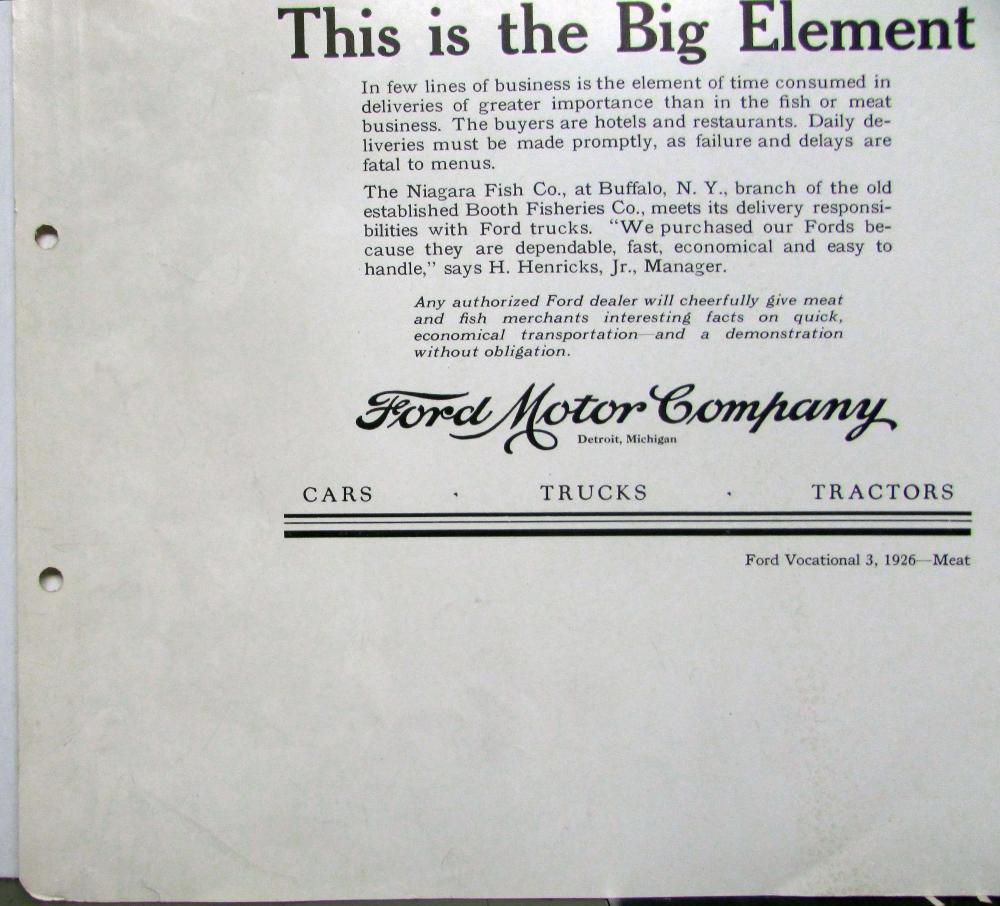 This is the Big Element
In few lines of business is the element of time consumed in
deliveries of greater importance than in the fish or meat
business. The buyers are hotels and restaurants. Daily de-
liveries must be made promptly, as failure and delays are
fatal to menus.
The Niagara Fish Co., at Buffalo, N. Y., branch of the old
established Booth Fisheries Co., meets its delivery responsi-
bilities with Ford trucks. “We purchased our Fords be-
cause they are dependable, fast, economical and easy to
handle,” says H. Henricks, Jr., Manager.
Any authorized Ford dealer will cheerfully give meat
and fish merchants interesting facts on quick,
economical transportation—and a demonstration
without obligation.
Ford Motor Company
Detroit, Michigan
CARS · TRUCKS · TRACTORS
Ford Vocational 3, 1926—Meat